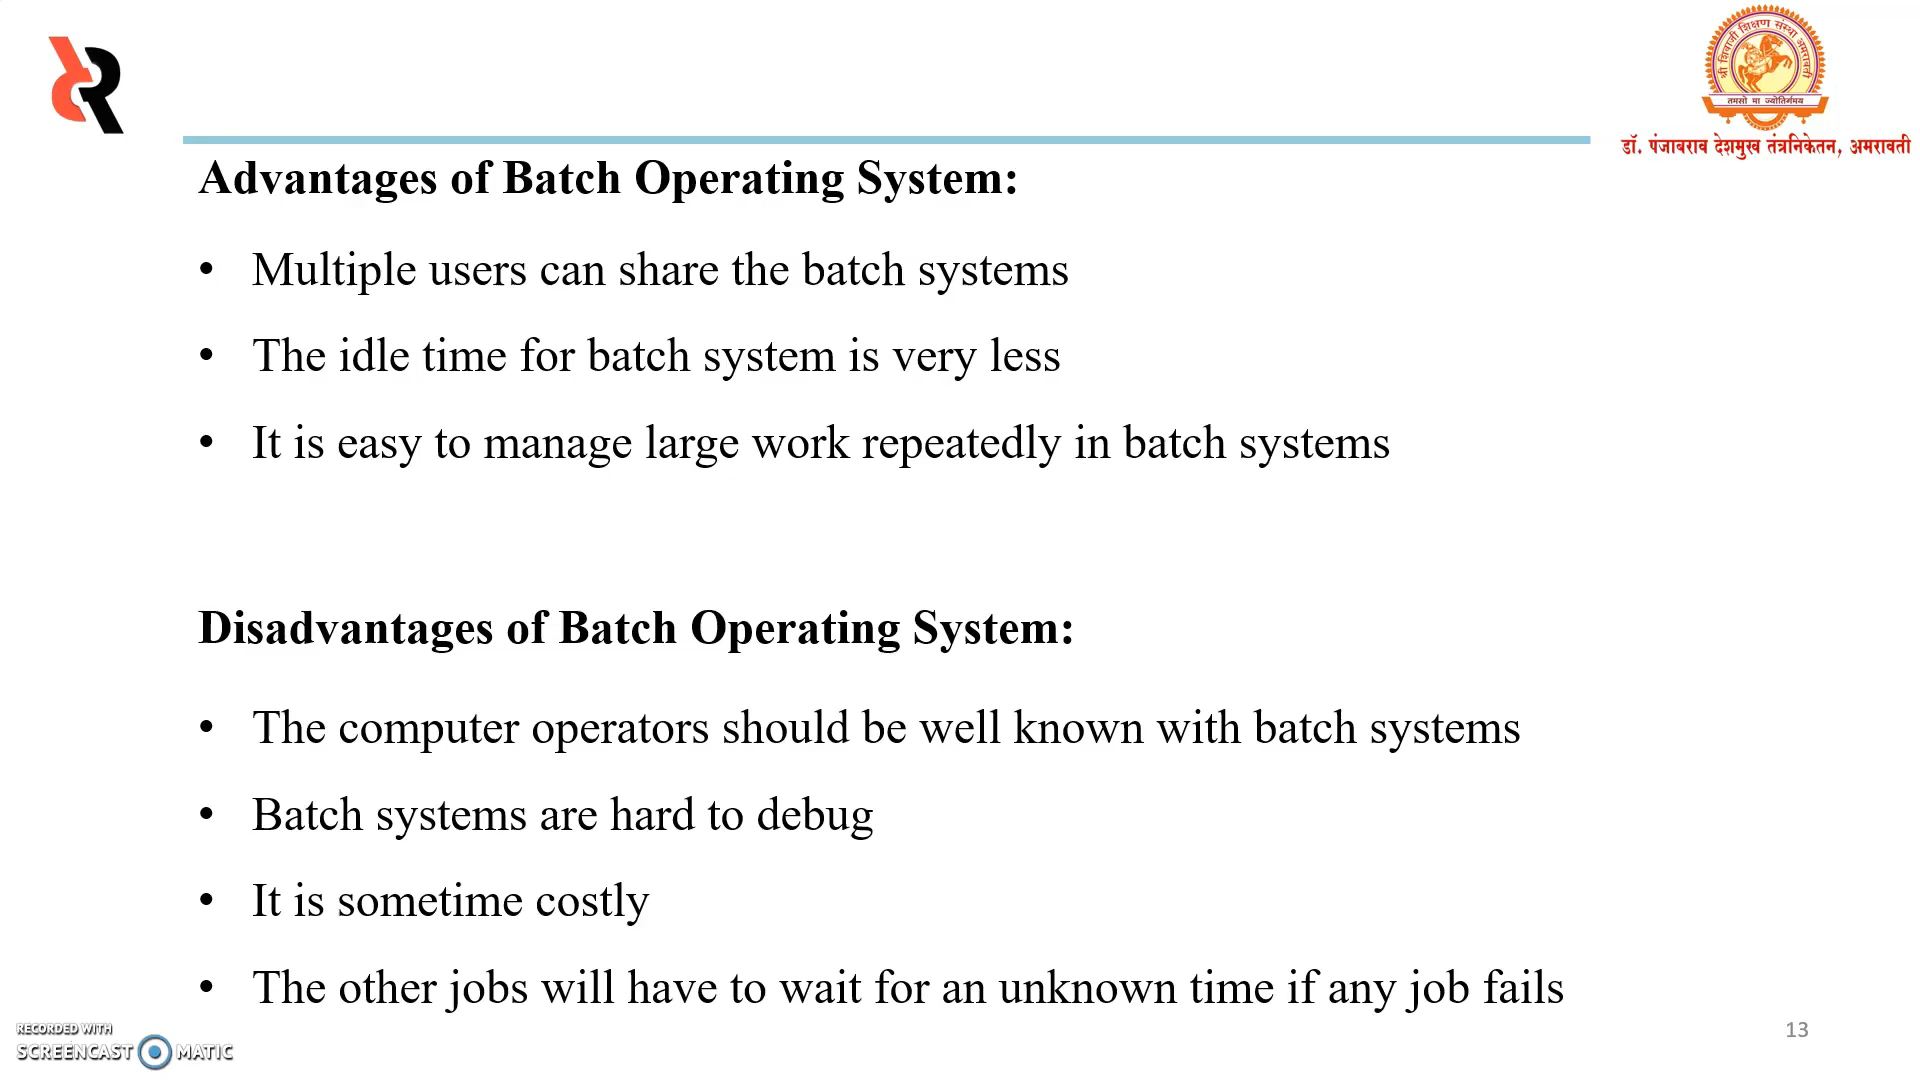 श्री शिवाजी शिक्षण संस्था अमरावती
तमसो मा ज्योतिर्गमय
डॉ. पंजाबराव देशमुख तंत्रनिकेतन, अमरावती
Advantages of Batch Operating System:
• Multiple users can share the batch systems
• The idle time for batch system is very less
• It is easy to manage large work repeatedly in batch systems
Disadvantages of Batch Operating System:
• The computer operators should be well known with batch systems
• Batch systems are hard to debug
• It is sometime costly
• The other jobs will have to wait for an unknown time if any job fails
RECORDED WITH
SCREENCAST MATIC
13